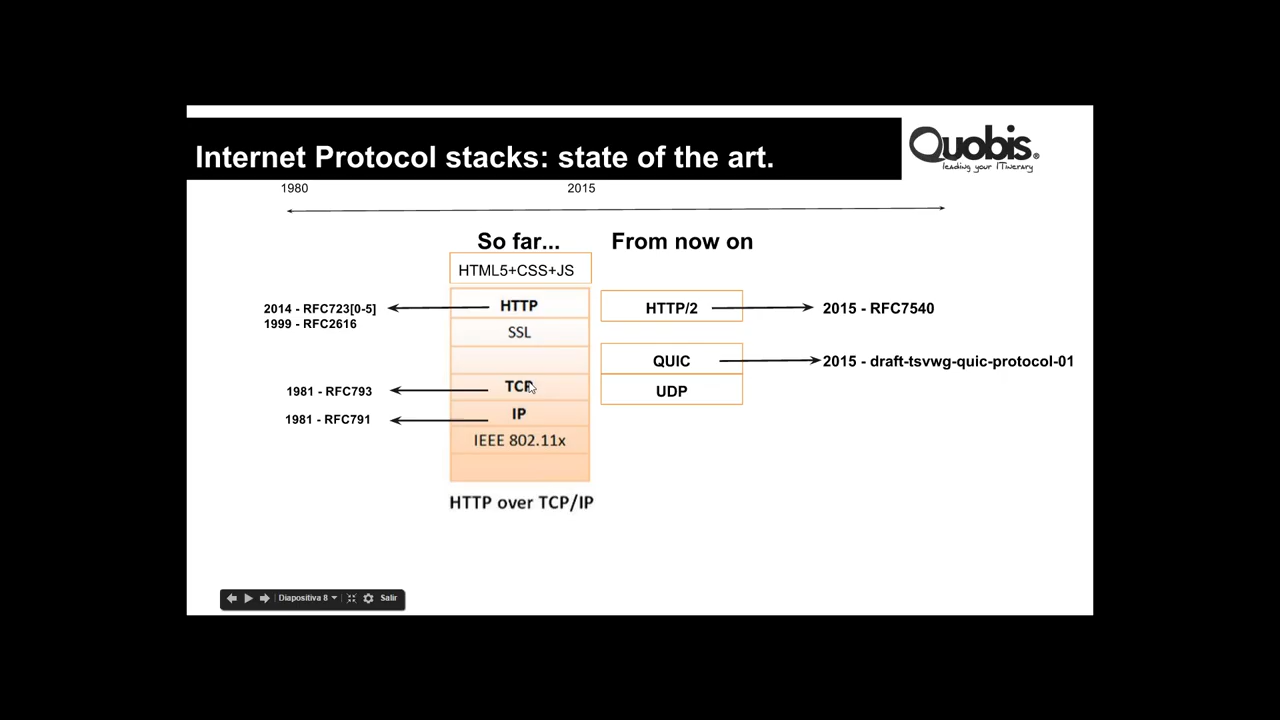 Internet Protocol stacks: state of the art.
Quobis®
leading your ITinerary
1980 2015
So far... From now on
HTML5+CSS+JS
2014 - RFC723[0-5]
1999 - RFC2616
HTTP
HTTP/2
2015 - RFC7540
SSL
QUIC
2015 - draft-tsvwg-quic-protocol-01
1981 - RFC793
TCP
UDP
1981 - RFC791
IP
IEEE 802.11x
HTTP over TCP/IP
Diapositiva 8 Salir